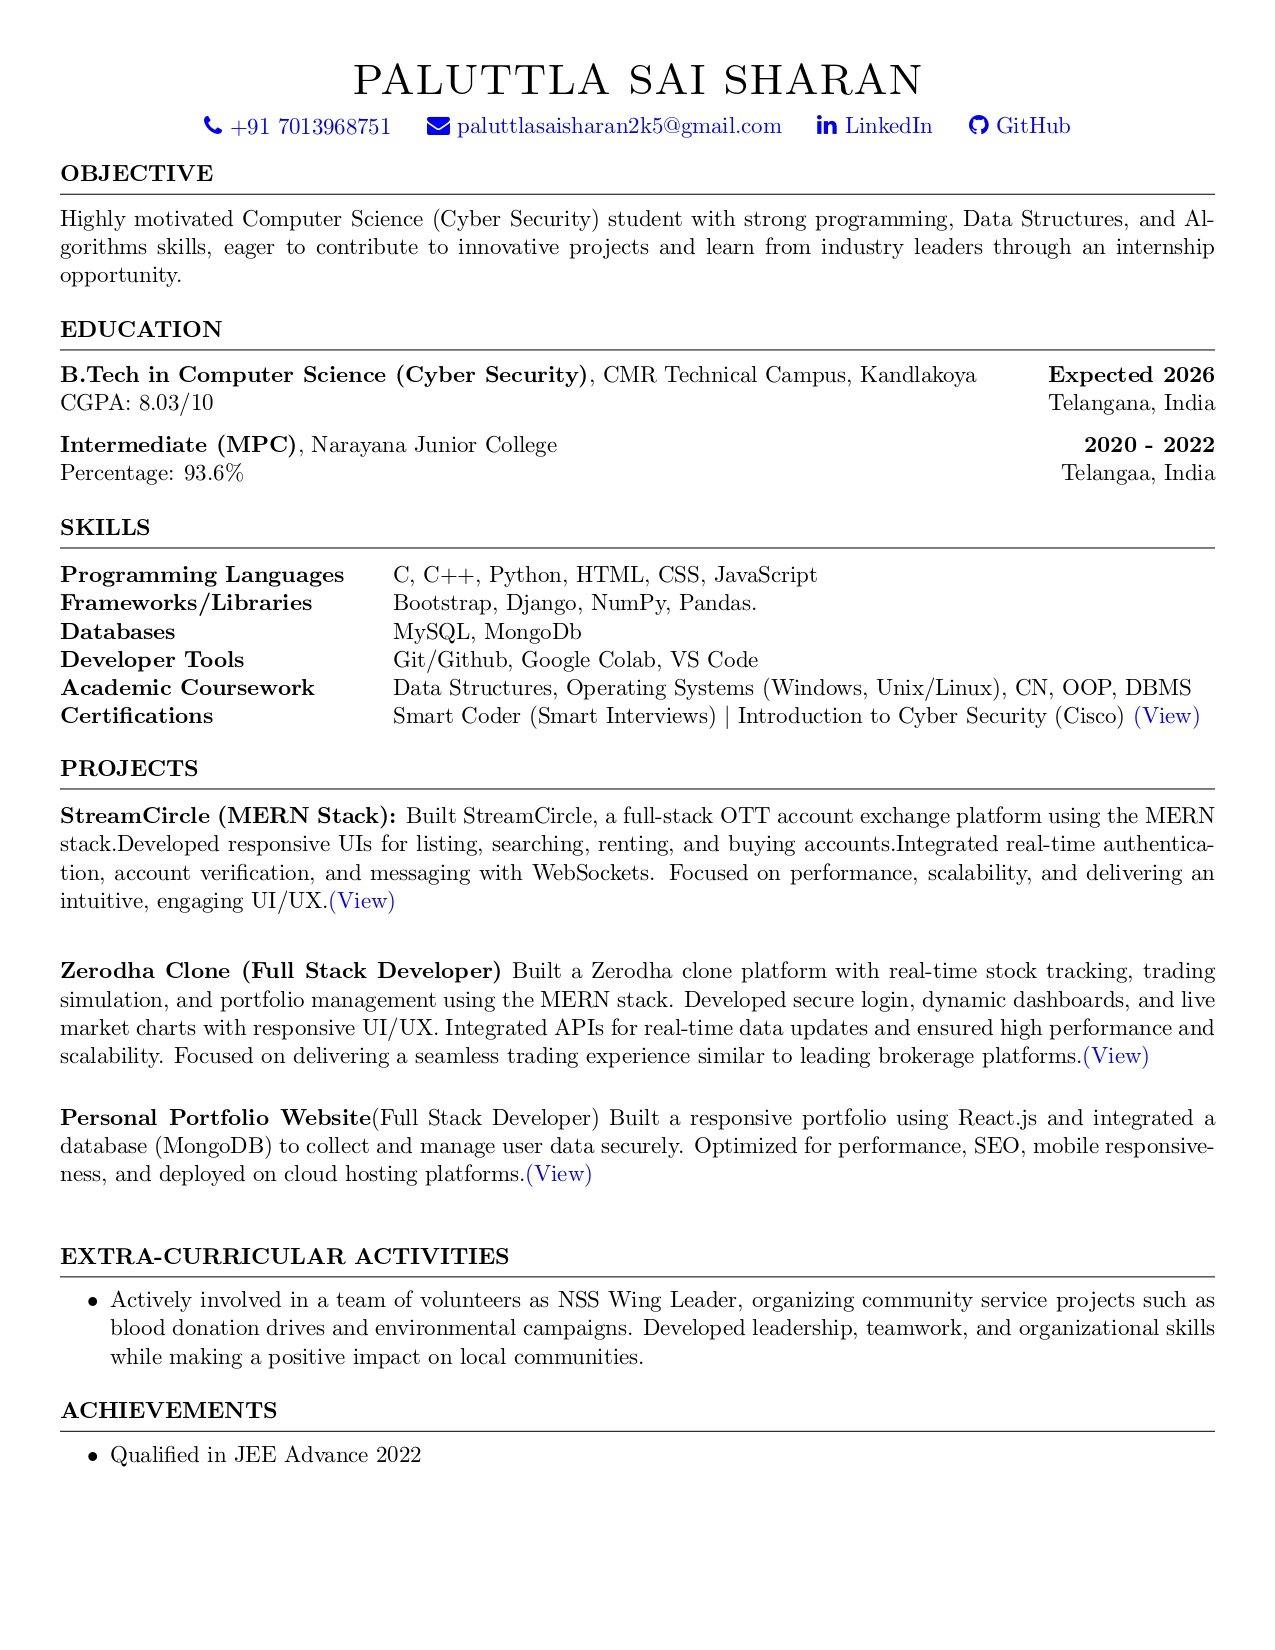 PALUTTLA SAI SHARAN
+91 7013968751 paluttlasaisharan2k5@gmail.com LinkedIn GitHub
OBJECTIVE
Highly motivated Computer Science (Cyber Security) student with strong programming, Data Structures, and Al-
gorithms skills, eager to contribute to innovative projects and learn from industry leaders through an internship
opportunity.
EDUCATION
B.Tech in Computer Science (Cyber Security), CMR Technical Campus, Kandlakoya Expected 2026
CGPA: 8.03/10 Telangana, India
Intermediate (MPC), Narayana Junior College 2020 - 2022
Percentage: 93.6% Telangaa, India
SKILLS
Programming Languages C, C++, Python, HTML, CSS, JavaScript
Frameworks/Libraries Bootstrap, Django, NumPy, Pandas.
Databases MySQL, MongoDb
Developer Tools Git/Github, Google Colab, VS Code
Academic Coursework Data Structures, Operating Systems (Windows, Unix/Linux), CN, OOP, DBMS
Certifications Smart Coder (Smart Interviews) | Introduction to Cyber Security (Cisco) (View)
PROJECTS
StreamCircle (MERN Stack): Built StreamCircle, a full-stack OTT account exchange platform using the MERN
stack.Developed responsive UIs for listing, searching, renting, and buying accounts.Integrated real-time authentica-
tion, account verification, and messaging with WebSockets. Focused on performance, scalability, and delivering an
intuitive, engaging UI/UX.(View)
Zerodha Clone (Full Stack Developer) Built a Zerodha clone platform with real-time stock tracking, trading
simulation, and portfolio management using the MERN stack. Developed secure login, dynamic dashboards, and live
market charts with responsive UI/UX. Integrated APIs for real-time data updates and ensured high performance and
scalability. Focused on delivering a seamless trading experience similar to leading brokerage platforms.(View)
Personal Portfolio Website(Full Stack Developer) Built a responsive portfolio using React.js and integrated a
database (MongoDB) to collect and manage user data securely. Optimized for performance, SEO, mobile responsive-
ness, and deployed on cloud hosting platforms.(View)
EXTRA-CURRICULAR ACTIVITIES
• Actively involved in a team of volunteers as NSS Wing Leader, organizing community service projects such as
blood donation drives and environmental campaigns. Developed leadership, teamwork, and organizational skills
while making a positive impact on local communities.
ACHIEVEMENTS
• Qualified in JEE Advance 2022